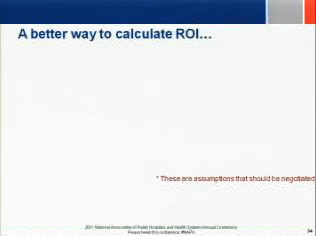 A better way to calculate ROI...
* These are assumptions that should be negotiated
2011 National Association of Public Hospitals and Health Systems Annual Conference
Please tweet this conference
34